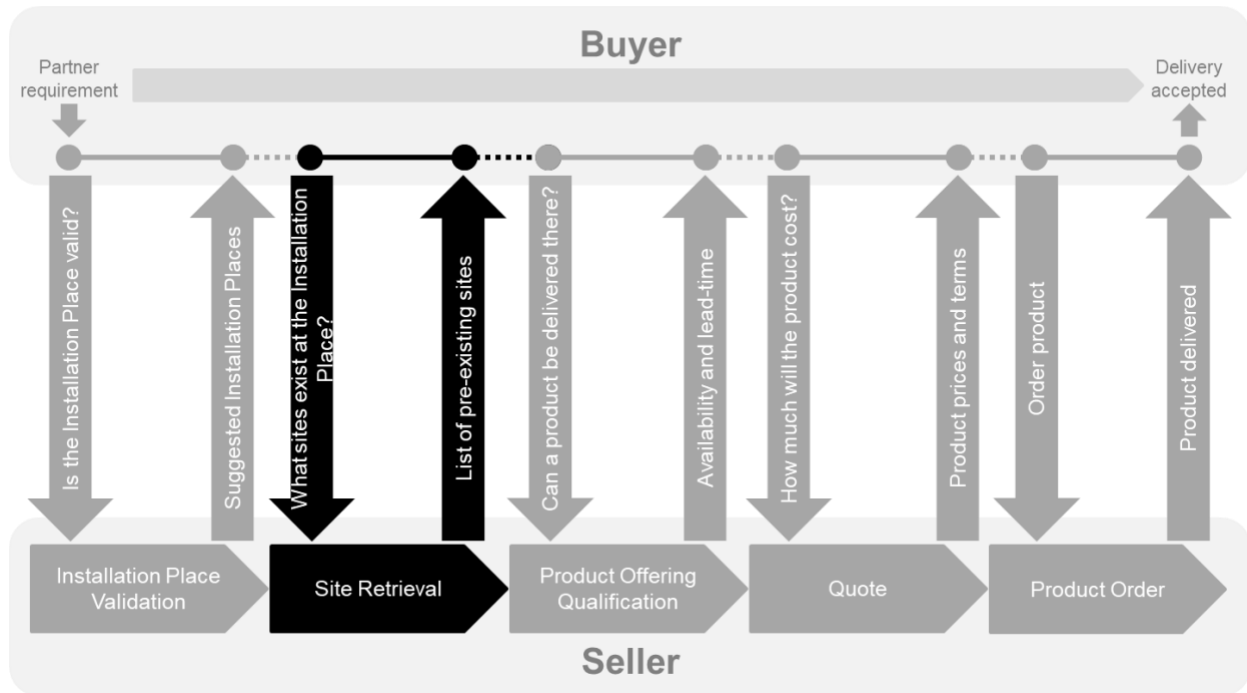 Buyer
Partner
requirement
Delivery
accepted
Is the Installation Place valid?
Suggested Installation Places
What sites exist at the Installation
Place?
List of pre-existing sites
Can a product be delivered there?
Availability and lead-time
How much will the product cost?
Product prices and terms
Order product
Product delivered
Installation Place
Validation
Site Retrieval
Product Offering
Qualification
Quote
Product Order
Seller